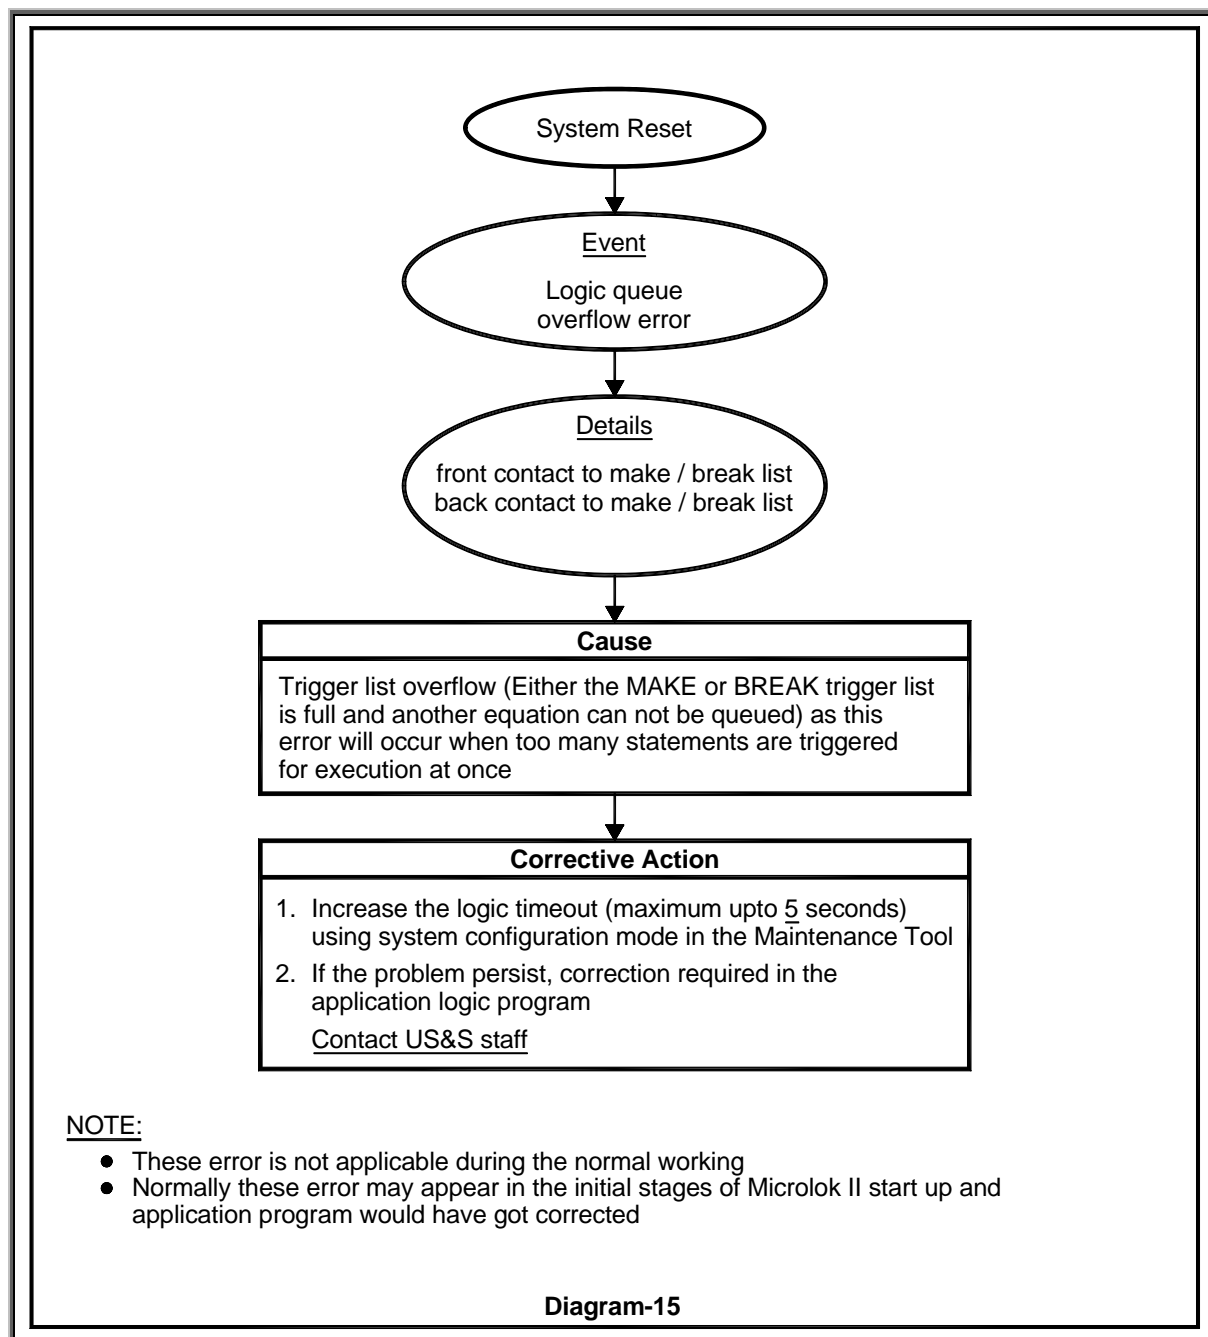 System Reset
Event
Logic queue
overflow error
Details
front contact to make / break list
back contact to make / break list
Cause
Trigger list overflow (Either the MAKE or BREAK trigger list
is full and another equation can not be queued) as this
error will occur when too many statements are triggered
for execution at once
Corrective Action
1. Increase the logic timeout (maximum upto 5 seconds)
using system configuration mode in the Maintenance Tool
2. If the problem persist, correction required in the
application logic program
Contact US&S staff
NOTE:
● These error is not applicable during the normal working
● Normally these error may appear in the initial stages of Microlok II start up and
application program would have got corrected
Diagram-15